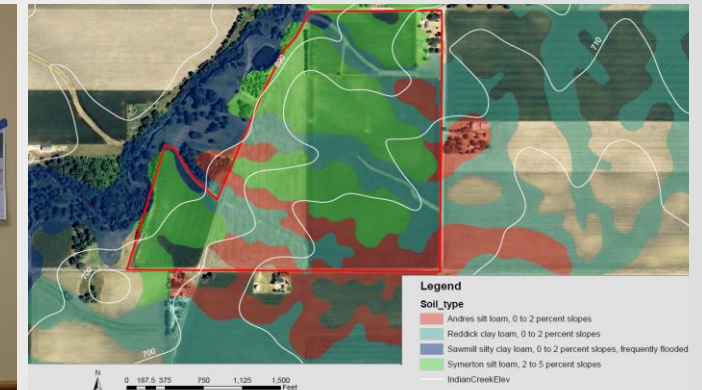 690
710
700
700
Legend
Soil_type
Andres silt loam, 0 to 2 percent slopes
Reddick clay loam, 0 to 2 percent slopes
Sawmill silty clay loam, 0 to 2 percent slopes, frequently flooded
Symerton silt loam, 2 to 5 percent slopes
IndianCreekElev
N
0 187.5 375 750 1,125 1,500
Feet